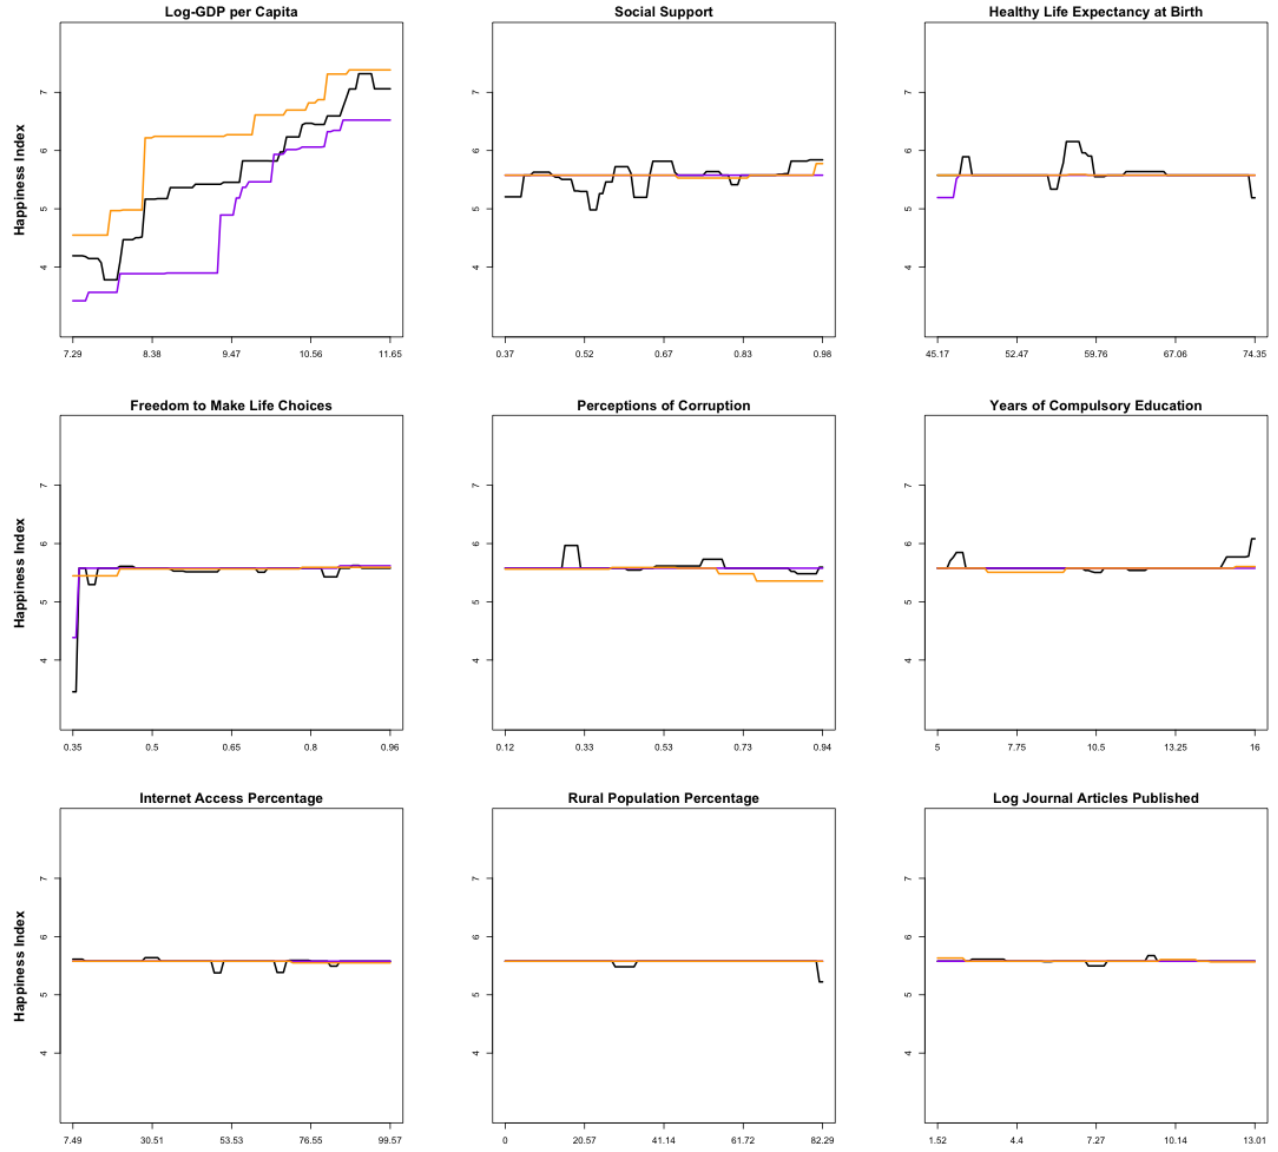 Log-GDP per Capita
Social Support
Healthy Life Expectancy at Birth
Happiness Index
7
6
5
4
7
6
5
4
7
6
5
4
7.29 8.38 9.47 10.56 11.65
0.37 0.52 0.67 0.83 0.98
45.17 52.47 59.76 67.06 74.35
Freedom to Make Life Choices
Perceptions of Corruption
Years of Compulsory Education
Happiness Index
7
6
5
4
7
6
5
4
7
6
5
4
0.35 0.5 0.65 0.8 0.96
0.12 0.33 0.53 0.73 0.94
5 7.75 10.5 13.25 16
Internet Access Percentage
Rural Population Percentage
Log Journal Articles Published
Happiness Index
7
6
5
4
7
6
5
4
7
6
5
4
7.49 30.51 53.53 76.55 99.57
0 20.57 41.14 61.72 82.29
1.52 4.4 7.27 10.14 13.01